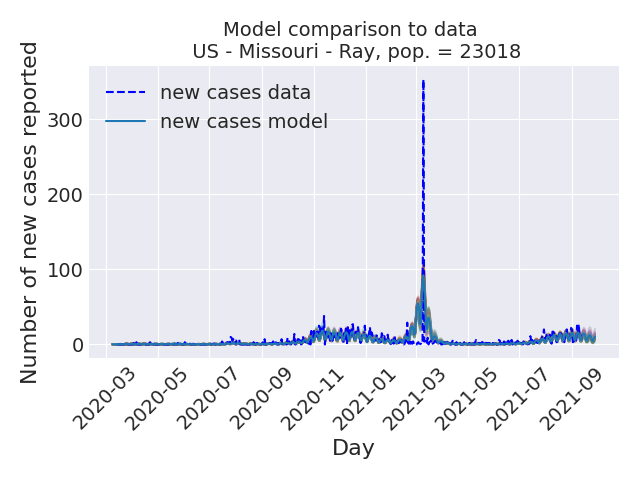 Model comparison to data
US - Missouri - Ray, pop. = 23018
Number of new cases reported
300
200
100
0
new cases data
new cases model
2020-03
2020-05
2020-07
2020-09
2020-11
2021-01
2021-03
2021-05
2021-07
2021-09
Day